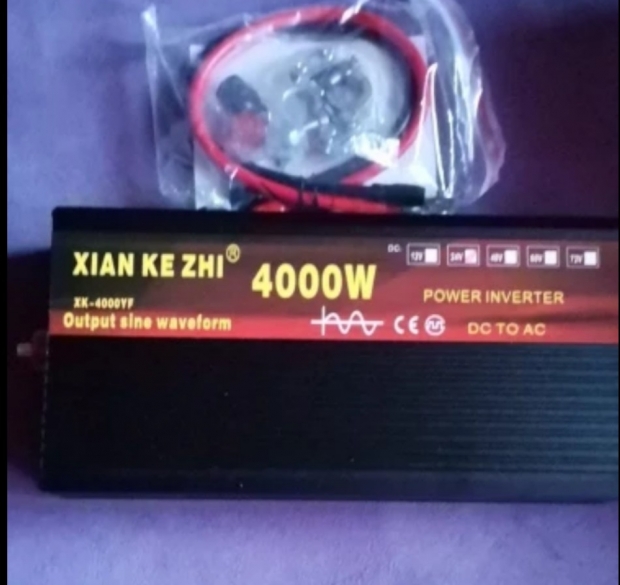 XIAN KE ZHI®
XK-4000YF
Output sine waveform
4000W
DC: 12V 24V 48V 60V 72V
POWER INVERTER
CE
DC TO AC